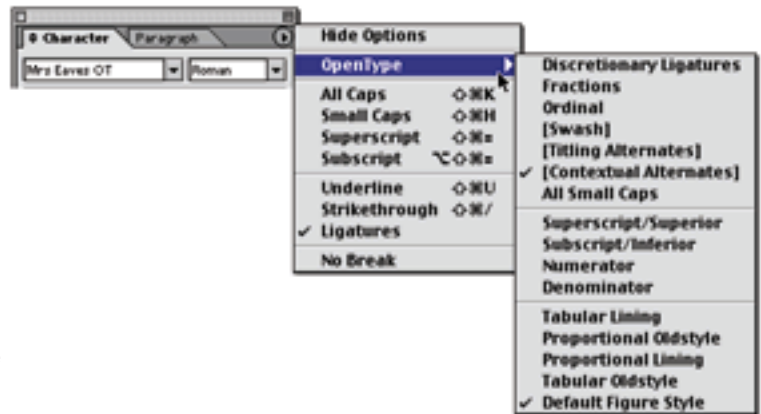 Character Paragraph
Mrs Eaves OT Roman
Hide Options
OpenType
All Caps ⇧⌘K
Small Caps ⇧⌘H
Superscript ⇧⌘=
Subscript ⌥⇧⌘=
Underline ⇧⌘U
Strikethrough ⇧⌘/
✓ Ligatures
No Break
Discretionary Ligatures
Fractions
Ordinal
[Swash]
[Titling Alternates]
✓ [Contextual Alternates]
All Small Caps
Superscript/Superior
Subscript/Inferior
Numerator
Denominator
Tabular Lining
Proportional Oldstyle
Proportional Lining
Tabular Oldstyle
✓ Default Figure Style